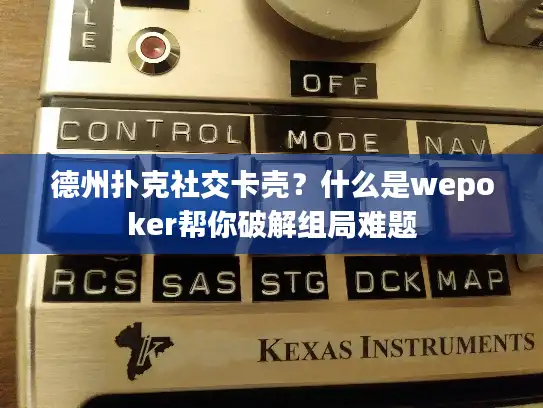 YLE
OFF
CONTROL MODE NAV
德州扑克社交卡壳？什么是wepo
ker帮你破解组局难题
RCS SAS STG DCK MAP
K KEXAS INSTRUMENTS